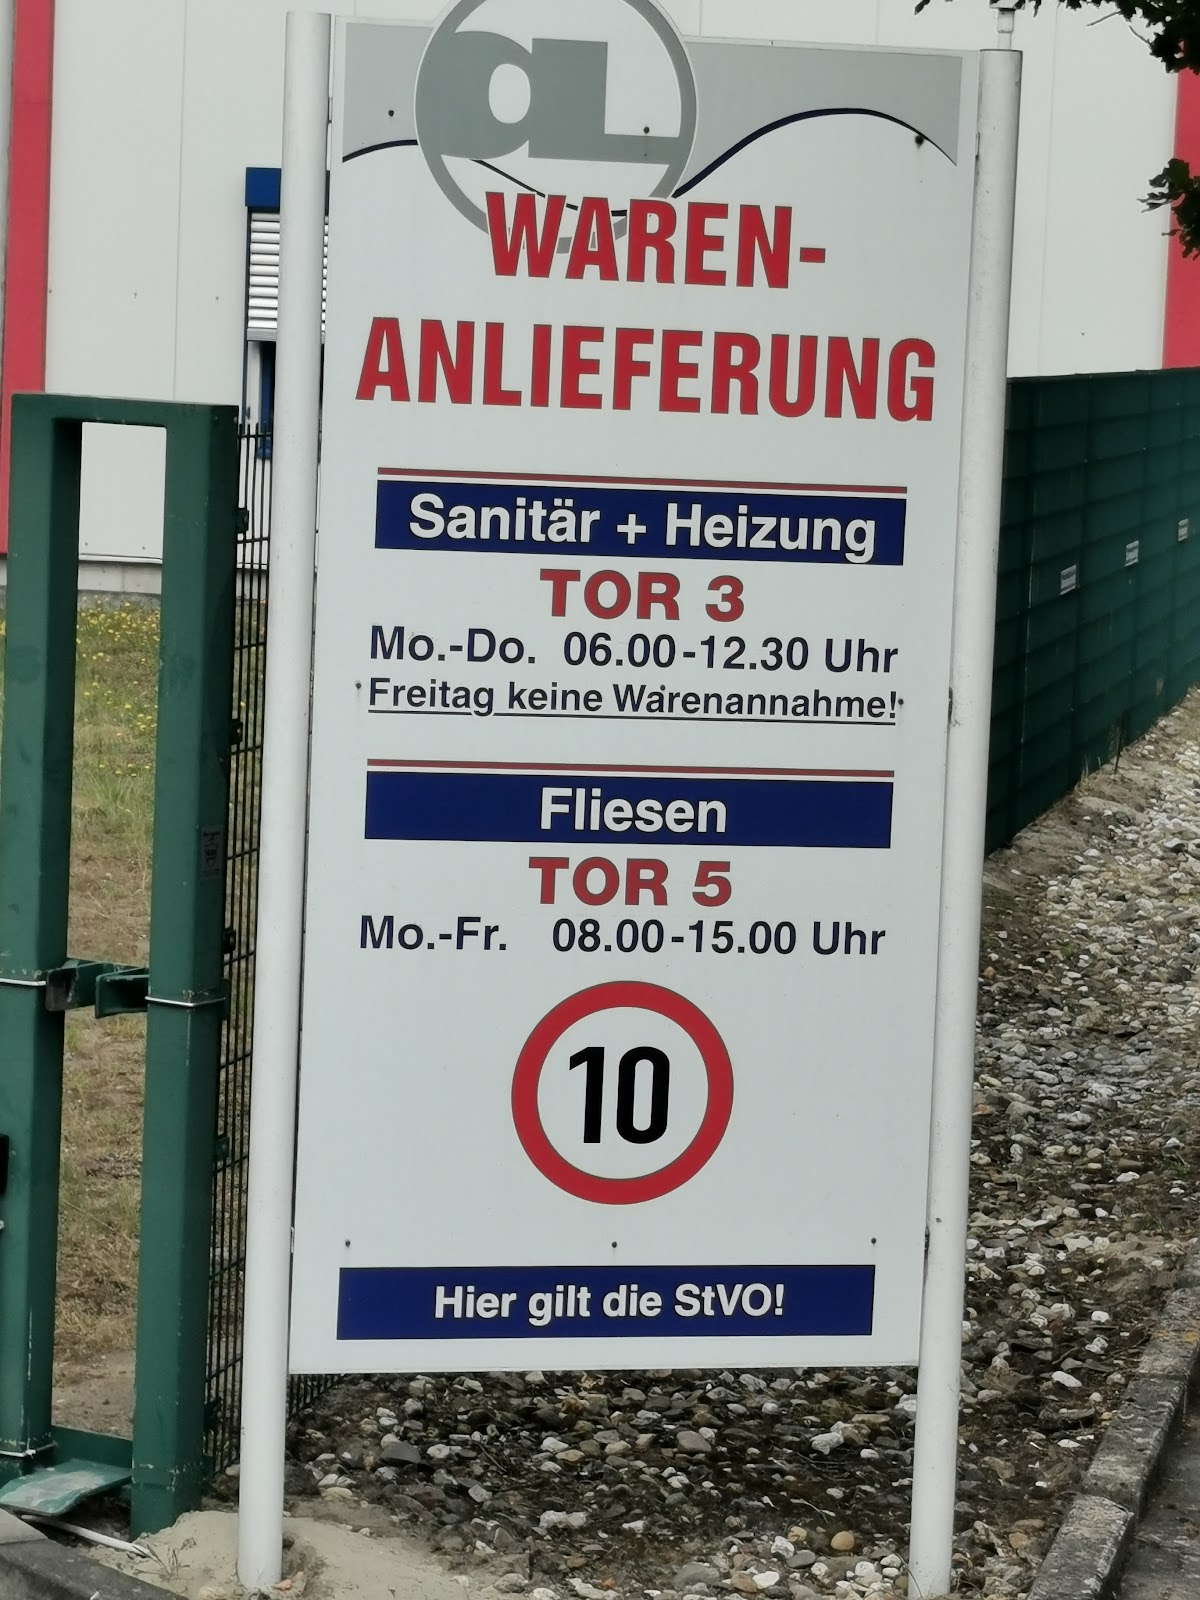 OL
WAREN-
ANLIEFERUNG
Sanitär + Heizung
TOR 3
Mo.-Do. 06.00-12.30 Uhr
Freitag keine Warenannahme!
Fliesen
TOR 5
Mo.-Fr. 08.00-15.00 Uhr
10
Hier gilt die StVO!